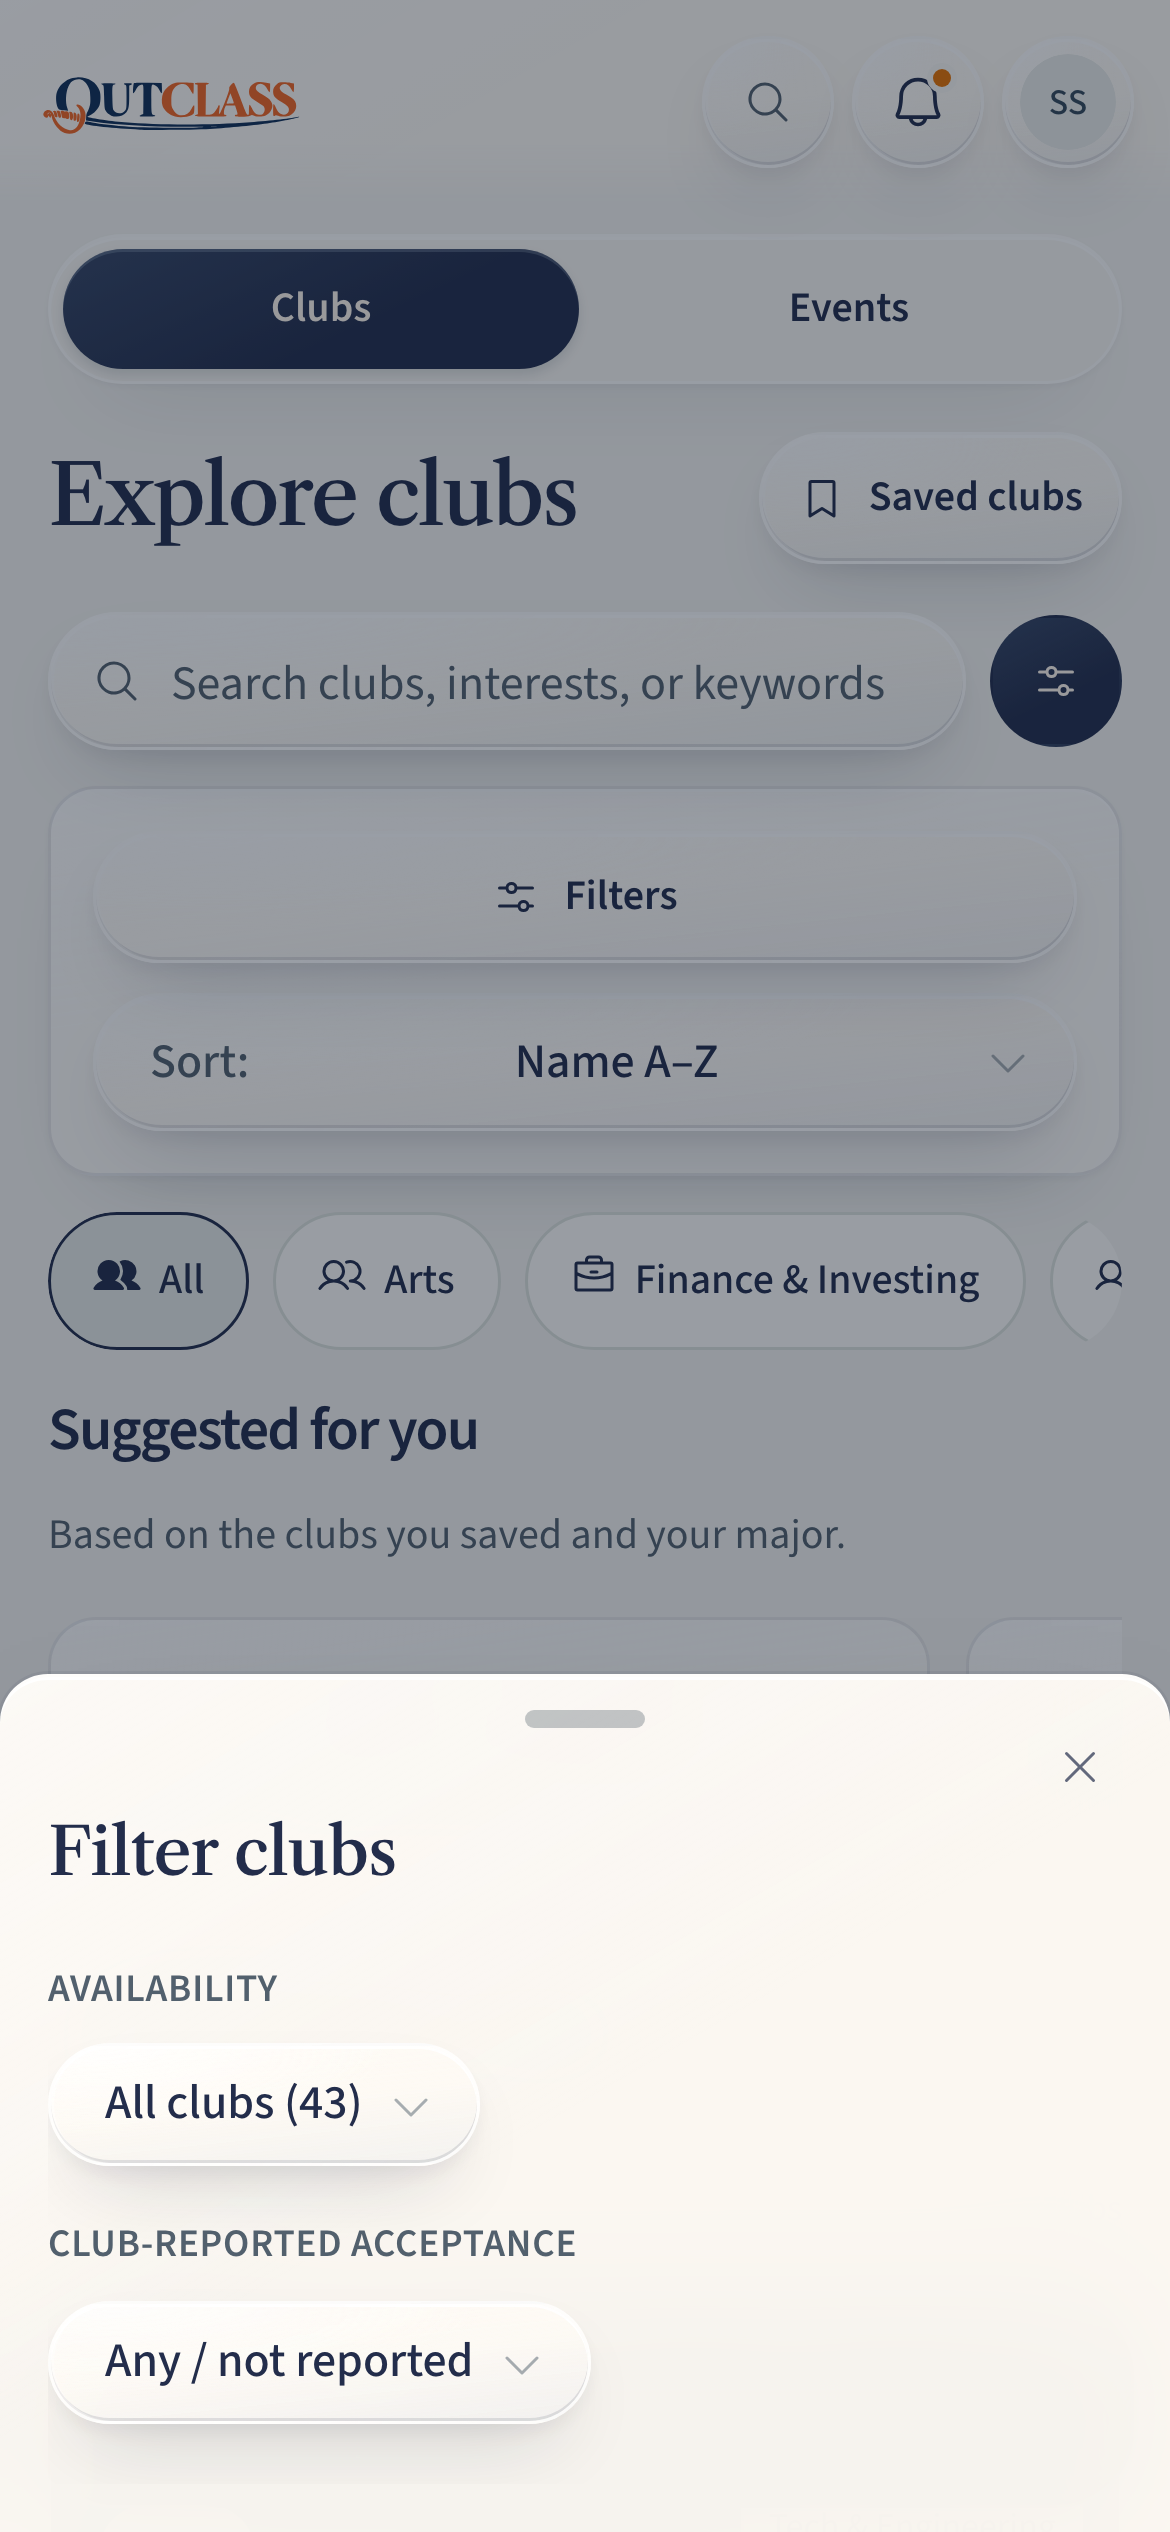 OUTCLASS
SS
Clubs
Events
Explore clubs
Saved clubs
Search clubs, interests, or keywords
Filters
Sort:
Name A–Z
All
Arts
Finance & Investing
Suggested for you
Based on the clubs you saved and your major.
Filter clubs
AVAILABILITY
All clubs (43)
CLUB-REPORTED ACCEPTANCE
Any / not reported